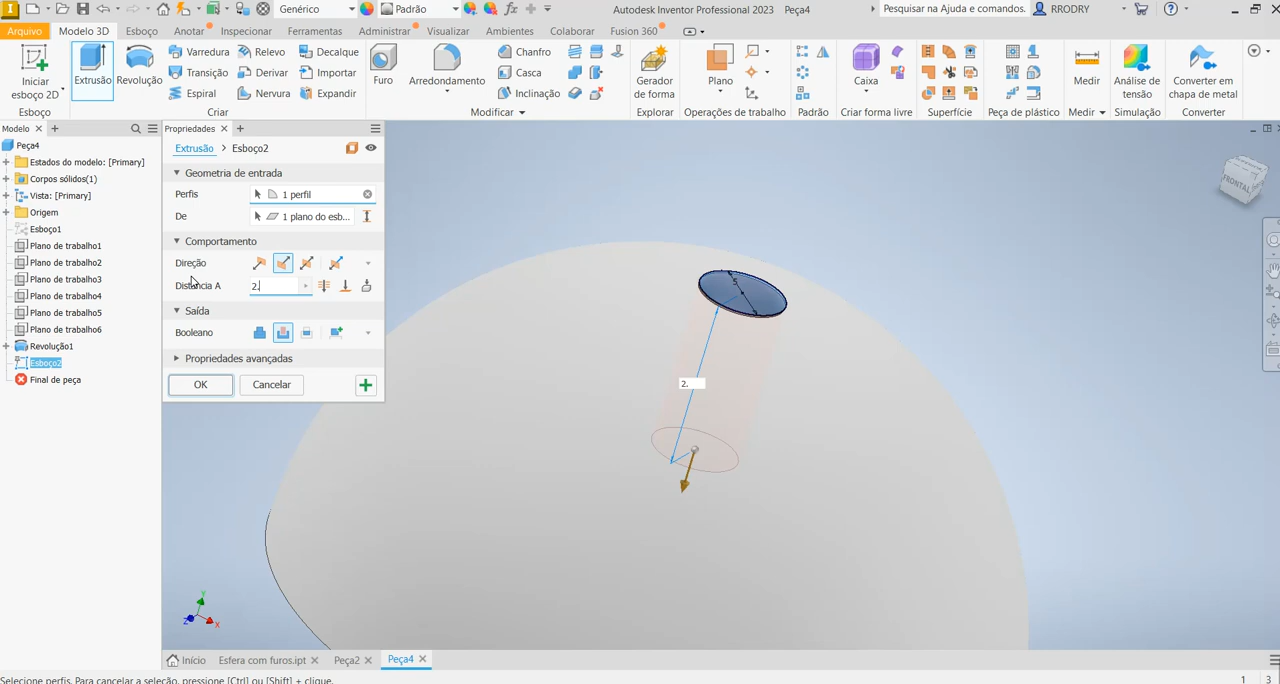 Genérico
Padrão
fx
Autodesk Inventor Professional 2023 Peça4
Pesquisar na Ajuda e comandos.
RRODRY
Arquivo
Modelo 3D
Esboço
Anotar
Inspecionar
Ferramentas
Administrar
Visualizar
Ambientes
Colaborar
Fusion 360
Iniciar
esboço 2D
Extrusão
Revolução
Varredura
Relevo
Decalque
Transição
Derivar
Importar
Espiral
Nervura
Expandir
Furo
Arredondamento
Chanfro
Casca
Inclinação
Gerador
de forma
Plano
Caixa
Medir
Análise de
tensão
Converter em
chapa de metal
Esboço
Criar
Modificar
Explorar
Operações de trabalho
Padrão
Criar forma livre
Superfície
Peça de plástico
Medir
Simulação
Converter
Modelo
Peça4
Estados do modelo: [Primary]
Corpos sólidos(1)
Vista: [Primary]
Origem
Esboço1
Plano de trabalho1
Plano de trabalho2
Plano de trabalho3
Plano de trabalho4
Plano de trabalho5
Plano de trabalho6
Revolução1
Esboço2
Final de peça
Propriedades
Extrusão > Esboço2
Geometria de entrada
Perfis
1 perfil
De
1 plano do esb...
Comportamento
Direção
Distância A
2.
Saída
Booleano
Propriedades avançadas
OK
Cancelar
5
2.
FRONTAL
Y
Z
X
Início
Esfera com furos.ipt
Peça2
Peça4
Selecione perfis. Para cancelar a seleção, pressione [Ctrl] ou [Shift] + clique.
1
3